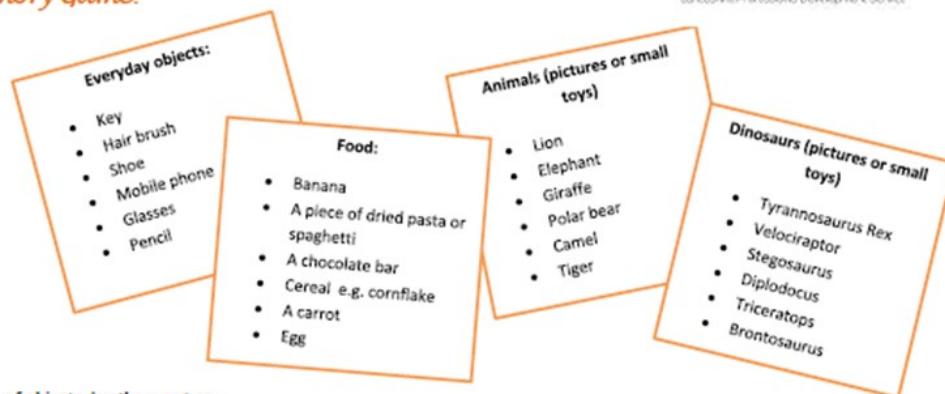 Game:
Everyday objects:
• Key
• Hair brush
• Shoe
• Mobile phone
• Glasses
• Pencil
Food:
• Banana
• A piece of dried pasta or
spaghetti
• A chocolate bar
• Cereal e.g. cornflake
• A carrot
• Egg
Animals (pictures or small
toys)
• Lion
• Elephant
• Giraffe
• Polar bear
• Camel
• Tiger
Dinosaurs (pictures or small
toys)
• Tyrannosaurus Rex
• Velociraptor
• Stegosaurus
• Diplodocus
• Triceratops
• Brontosaurus